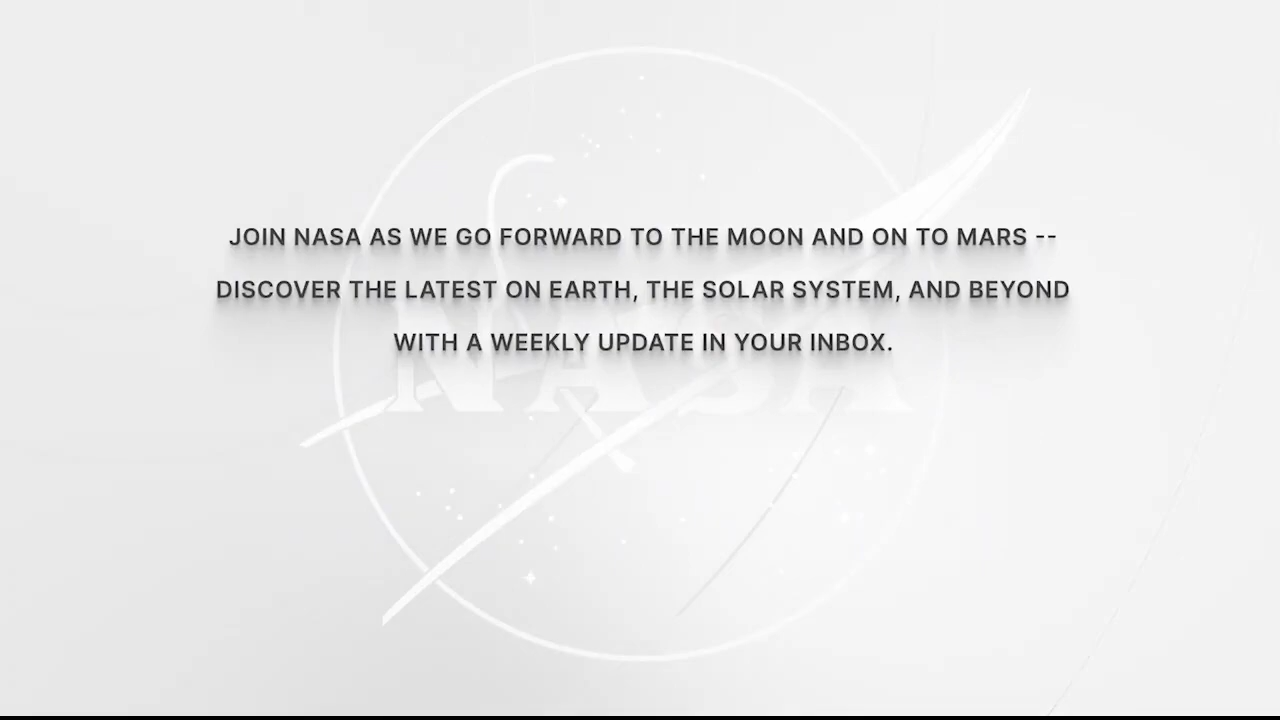 JOIN NASA AS WE GO FORWARD TO THE MOON AND ON TO MARS --
DISCOVER THE LATEST ON EARTH, THE SOLAR SYSTEM, AND BEYOND
WITH A WEEKLY UPDATE IN YOUR INBOX.
NASA